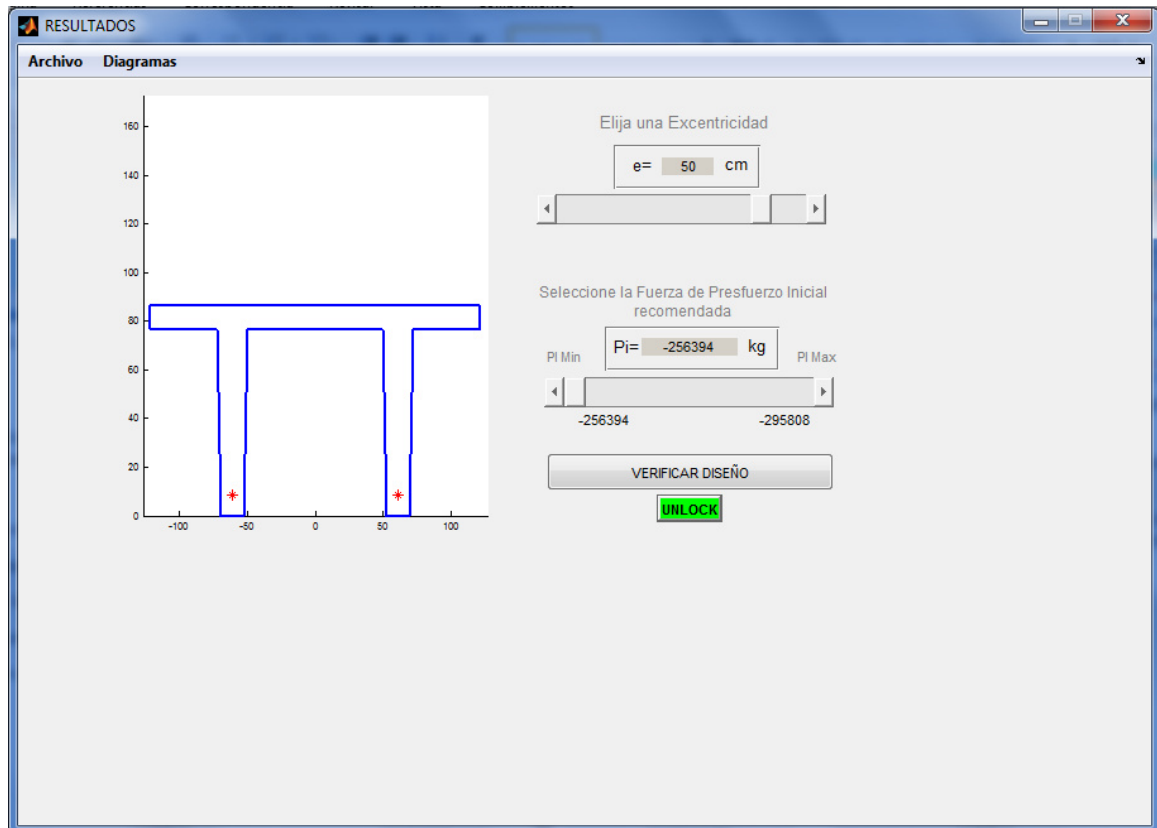 RESULTADOS
Archivo Diagramas
160
140
120
100
80
60
40
20
0
-100 -50 0 50 100
Elija una Excentricidad
e= 50 cm
Seleccione la Fuerza de Presfuerzo Inicial
recomendada
PI Min Pi= -256394 kg PI Max
-256394 -295808
VERIFICAR DISEÑO
UNLOCK